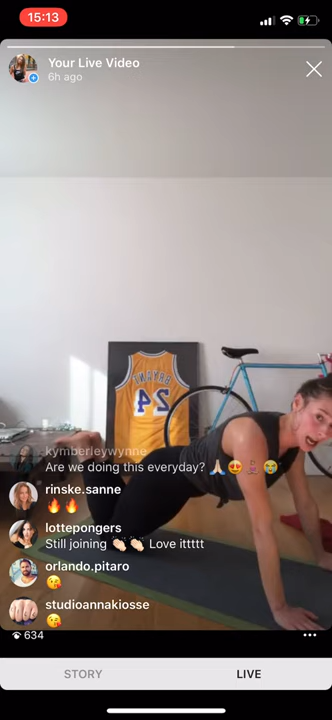 15:13
Your Live Video
6h ago
BRYANT
24
kymberleywynne
Are we doing this everyday? 🙏🏻😍🧘🏻‍♀️😭
rinske.sanne
🔥🔥
lottepongers
Still joining 👏🏻👏🏻 Love ittttt
orlando.pitaro
😘
studioannakiosse
😘
634
STORY
LIVE